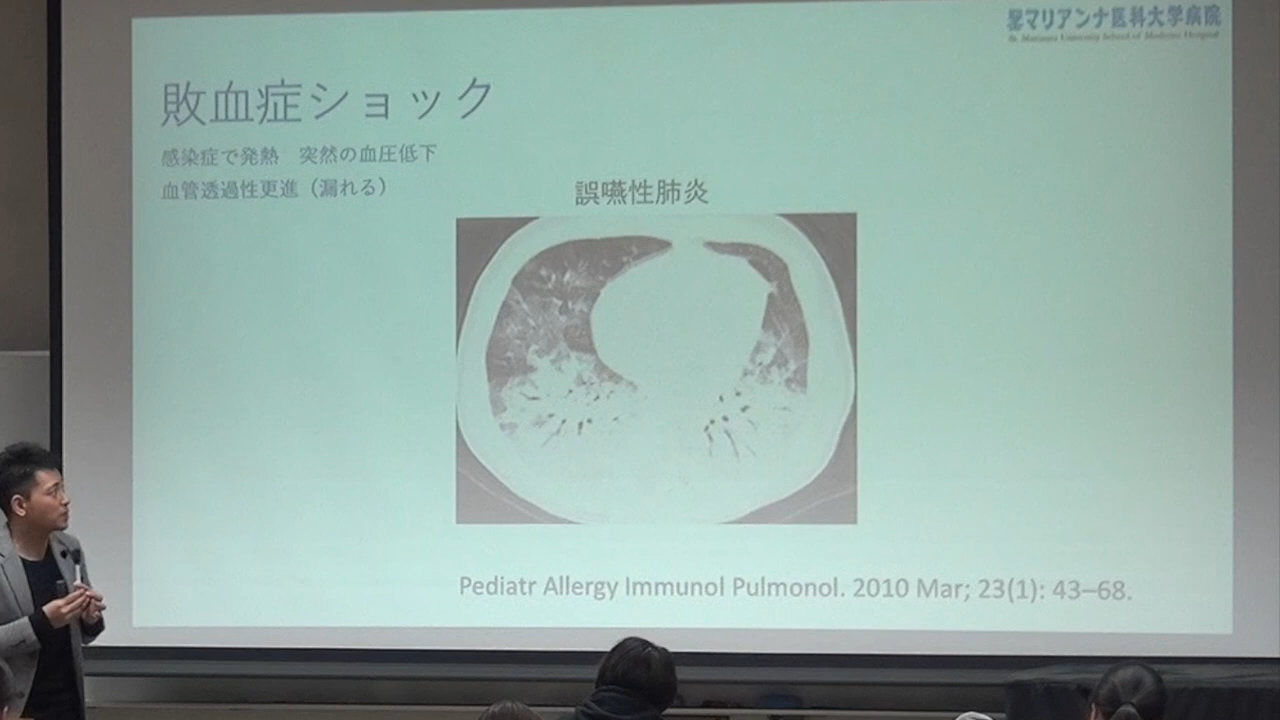 聖マリアンナ医科大学病院
St. Marianna University School of Medicine Hospital
敗血症ショック
感染症で発熱　突然の血圧低下
血管透過性更進（漏れる）
誤嚥性肺炎
Pediatr Allergy Immunol Pulmonol. 2010 Mar; 23(1): 43–68.